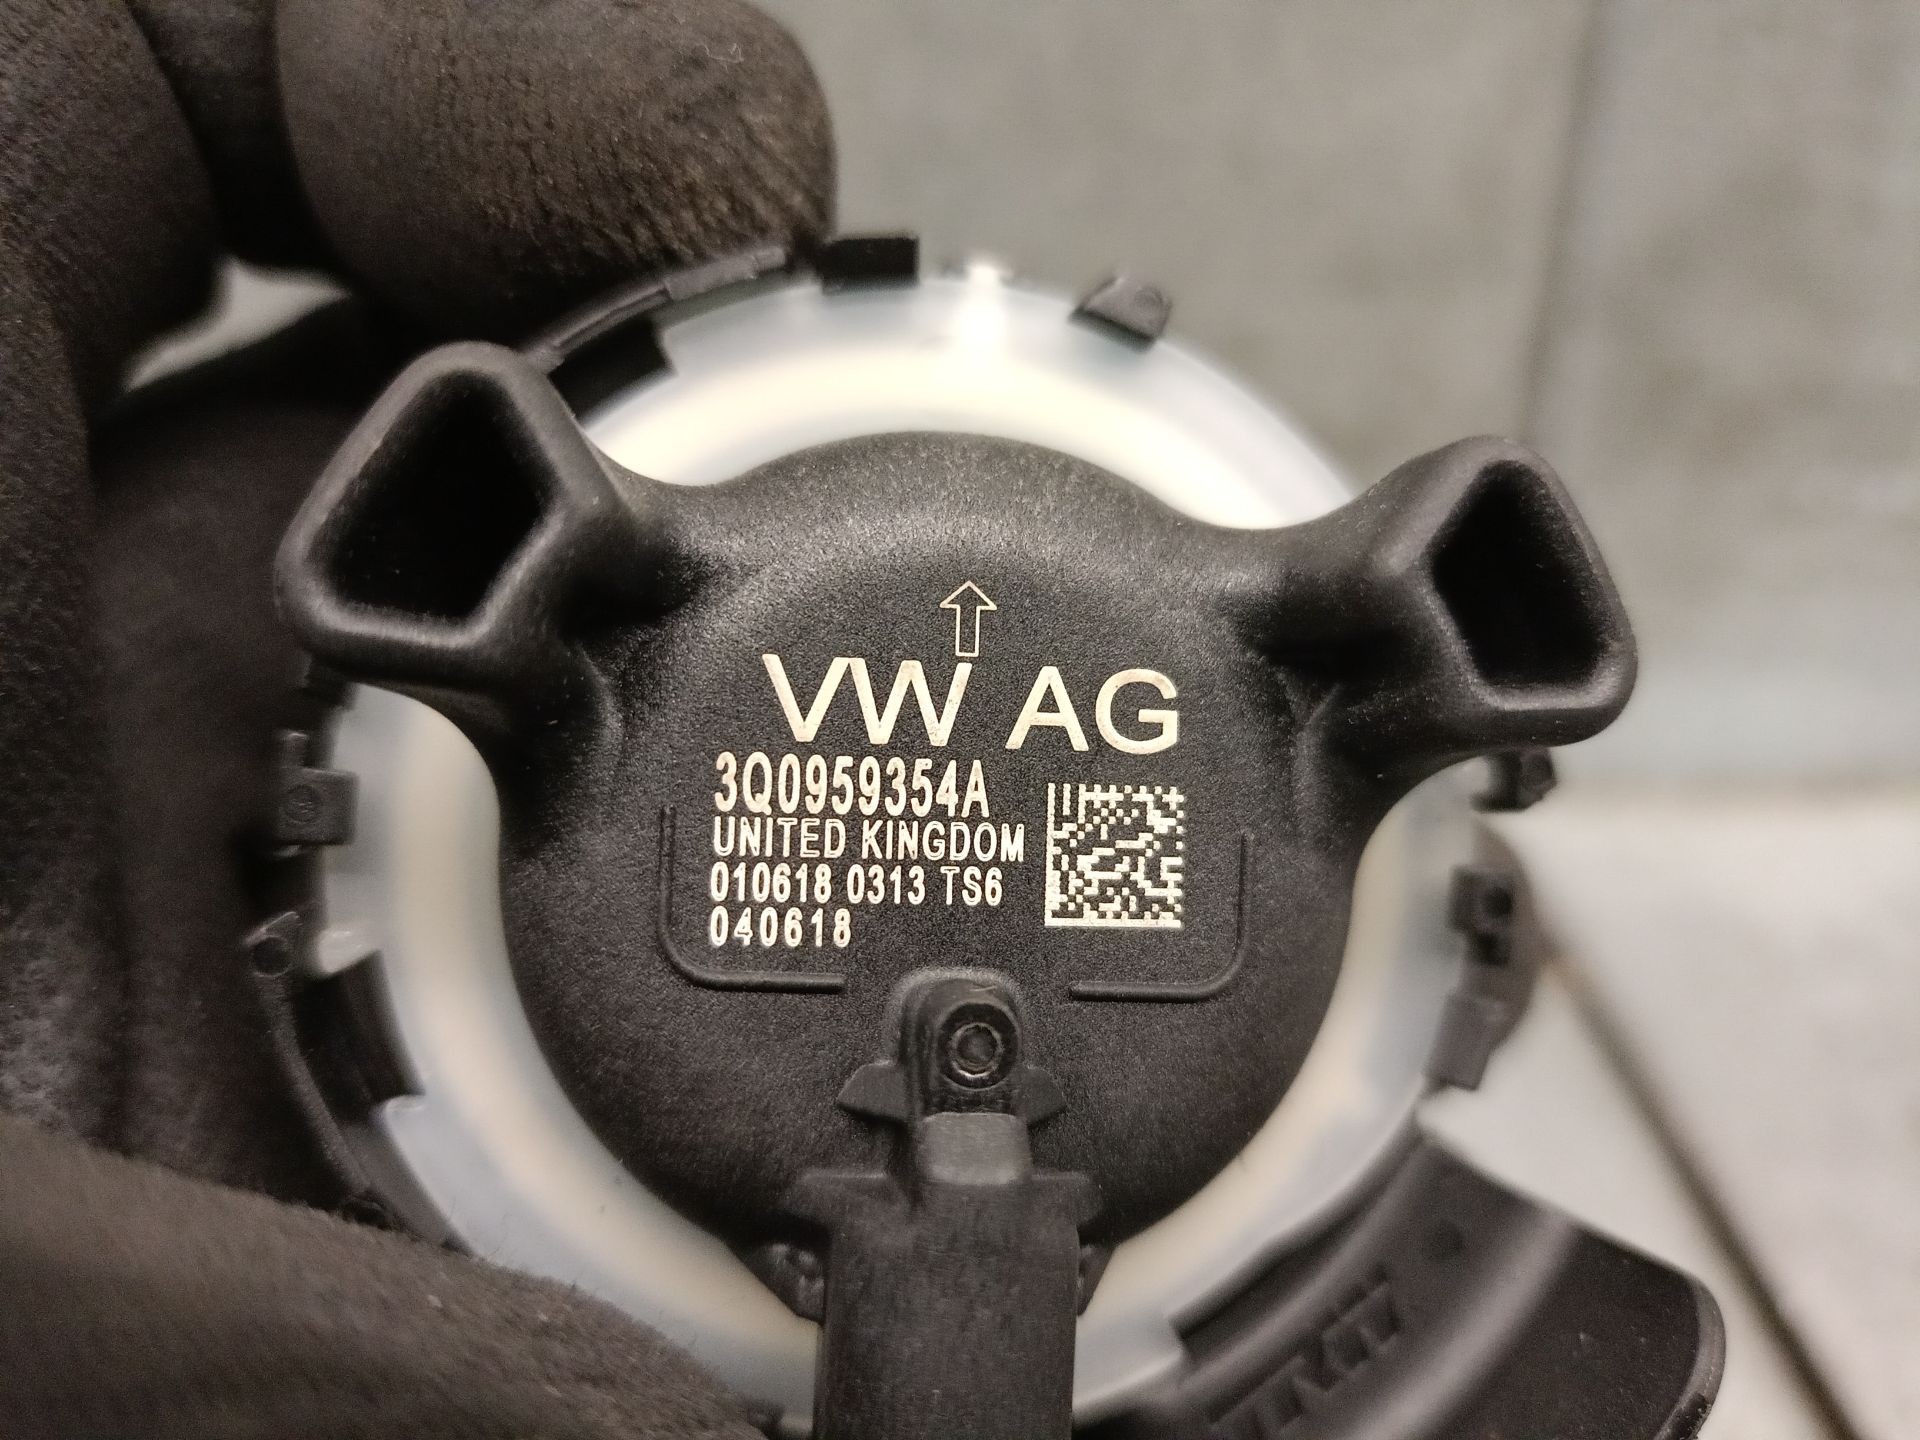 VW AG
3Q0959354A
UNITED KINGDOM
010618 0313 TS6
040618